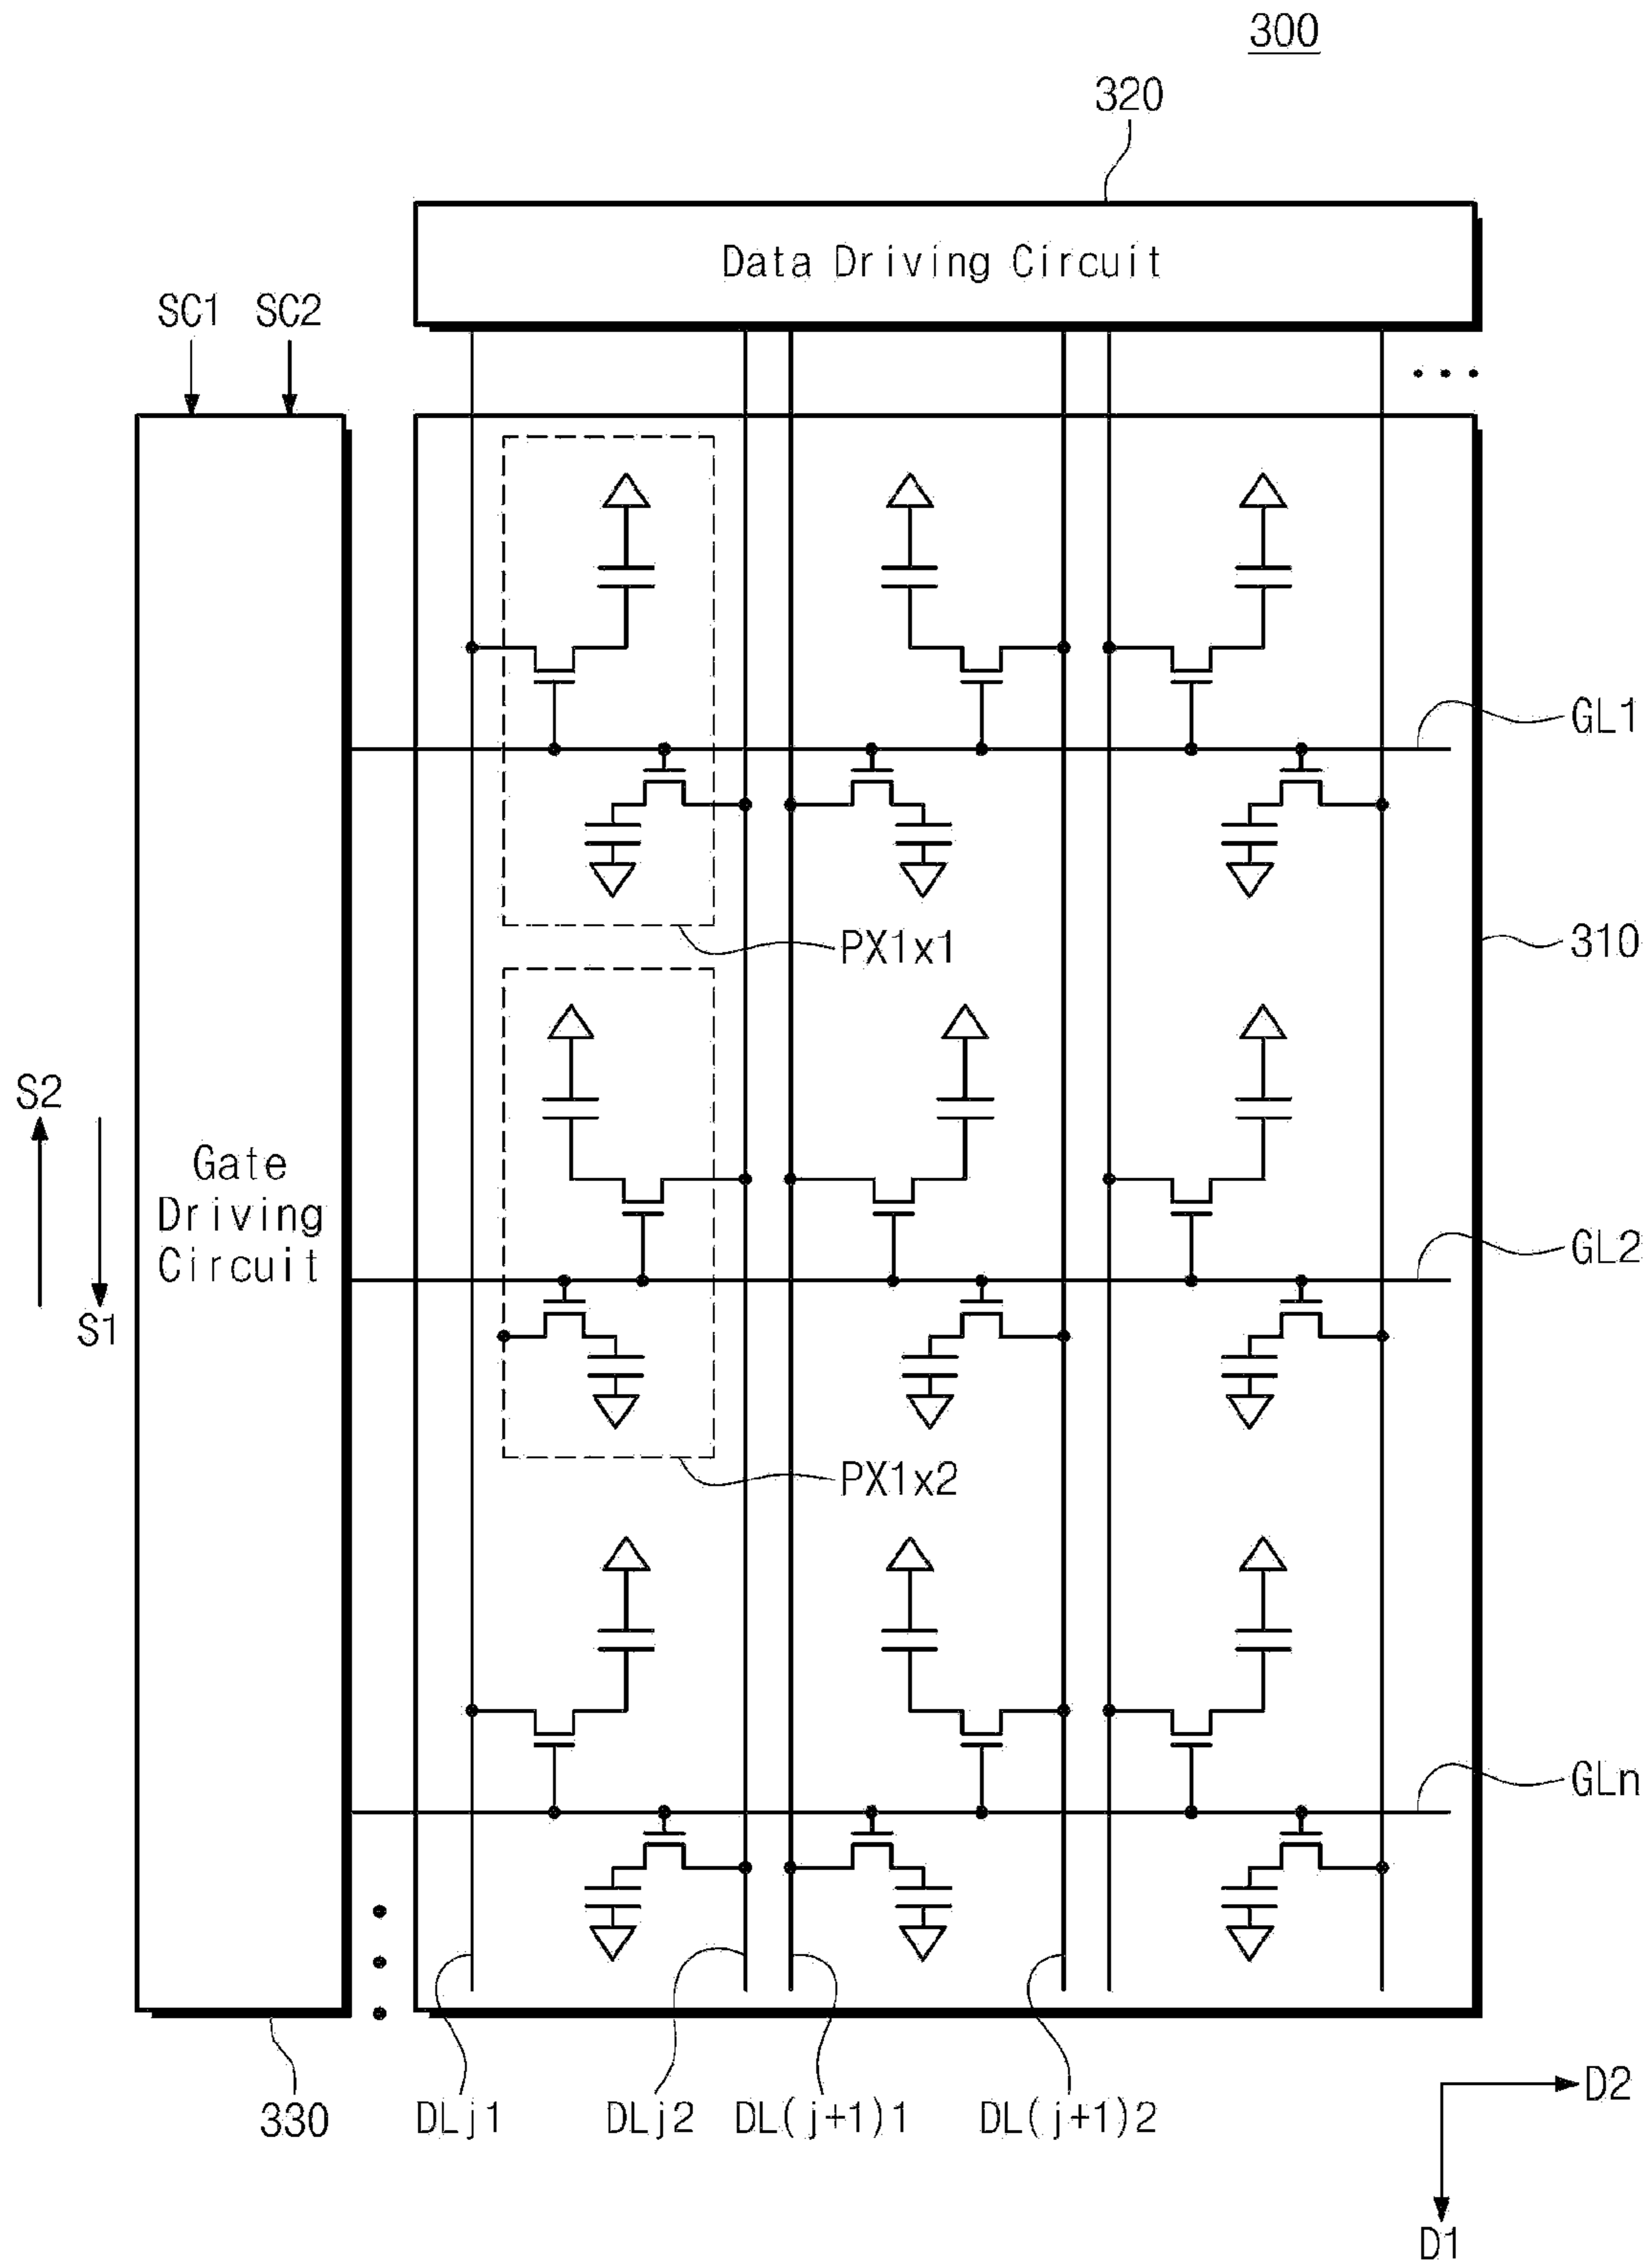 300
320
Data Driving Circuit
SC1 SC2
GL1
PX1x1
310
S2
Gate
Driving
Circuit
GL2
S1
PX1x2
GLn
330
DLj1
DLj2
DL(j+1)1
DL(j+1)2
D2
D1